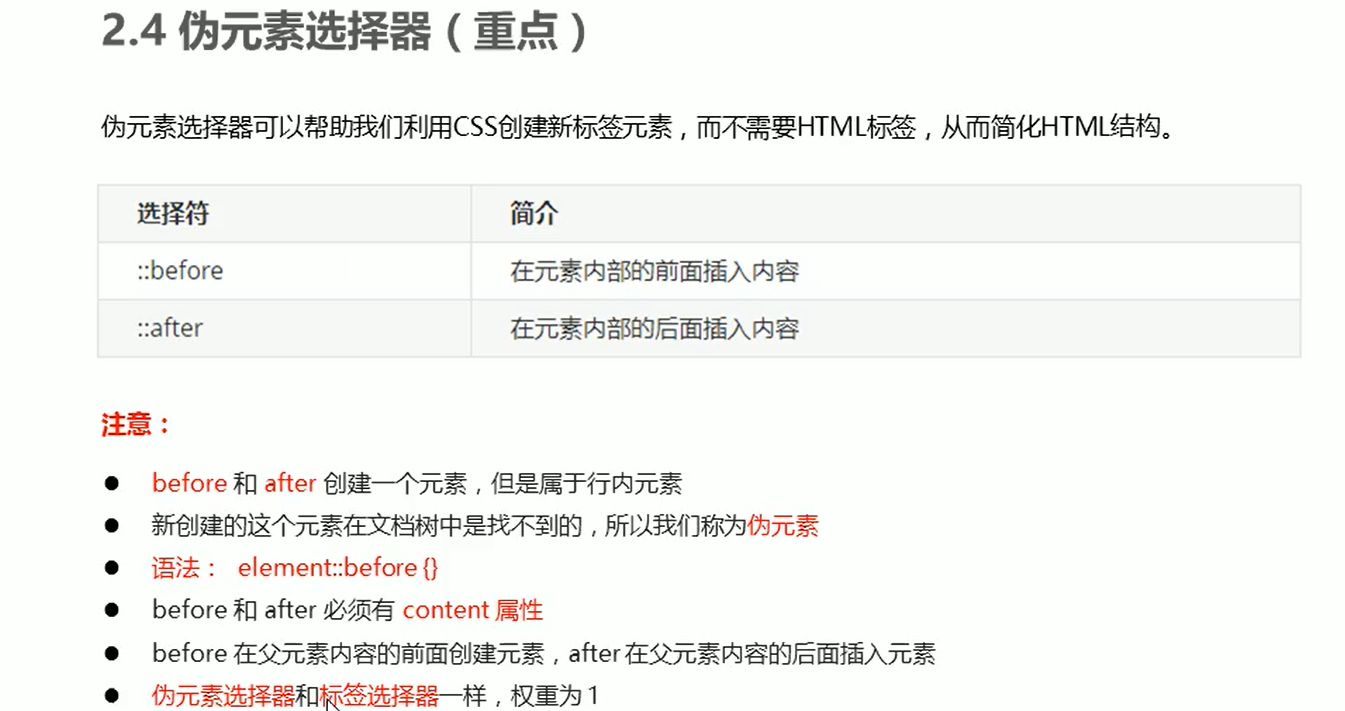 2.4 伪元素选择器（重点）
伪元素选择器可以帮助我们利用CSS创建新标签元素，而不需要HTML标签，从而简化HTML结构。
选择符 简介
::before 在元素内部的前面插入内容
::after 在元素内部的后面插入内容
注意：
● before 和 after 创建一个元素，但是属于行内元素
● 新创建的这个元素在文档树中是找不到的，所以我们称为伪元素
● 语法： element::before {}
● before 和 after 必须有 content 属性
● before 在父元素内容的前面创建元素，after 在父元素内容的后面插入元素
● 伪元素选择器和标签选择器一样，权重为 1